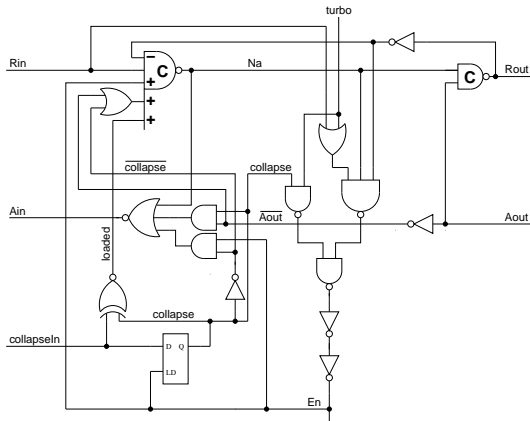 turbo
Rin
−
+
C
Na
C
Rout
+
+
collapse
collapse
Ain
Aout
Aout
loaded
collapse
collapseIn
D Q
LD
En